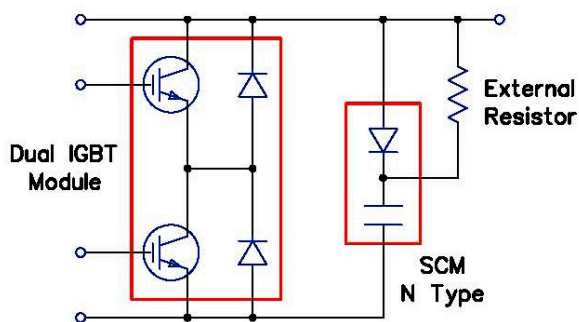 Dual IGBT
Module
External
Resistor
SCM
N Type